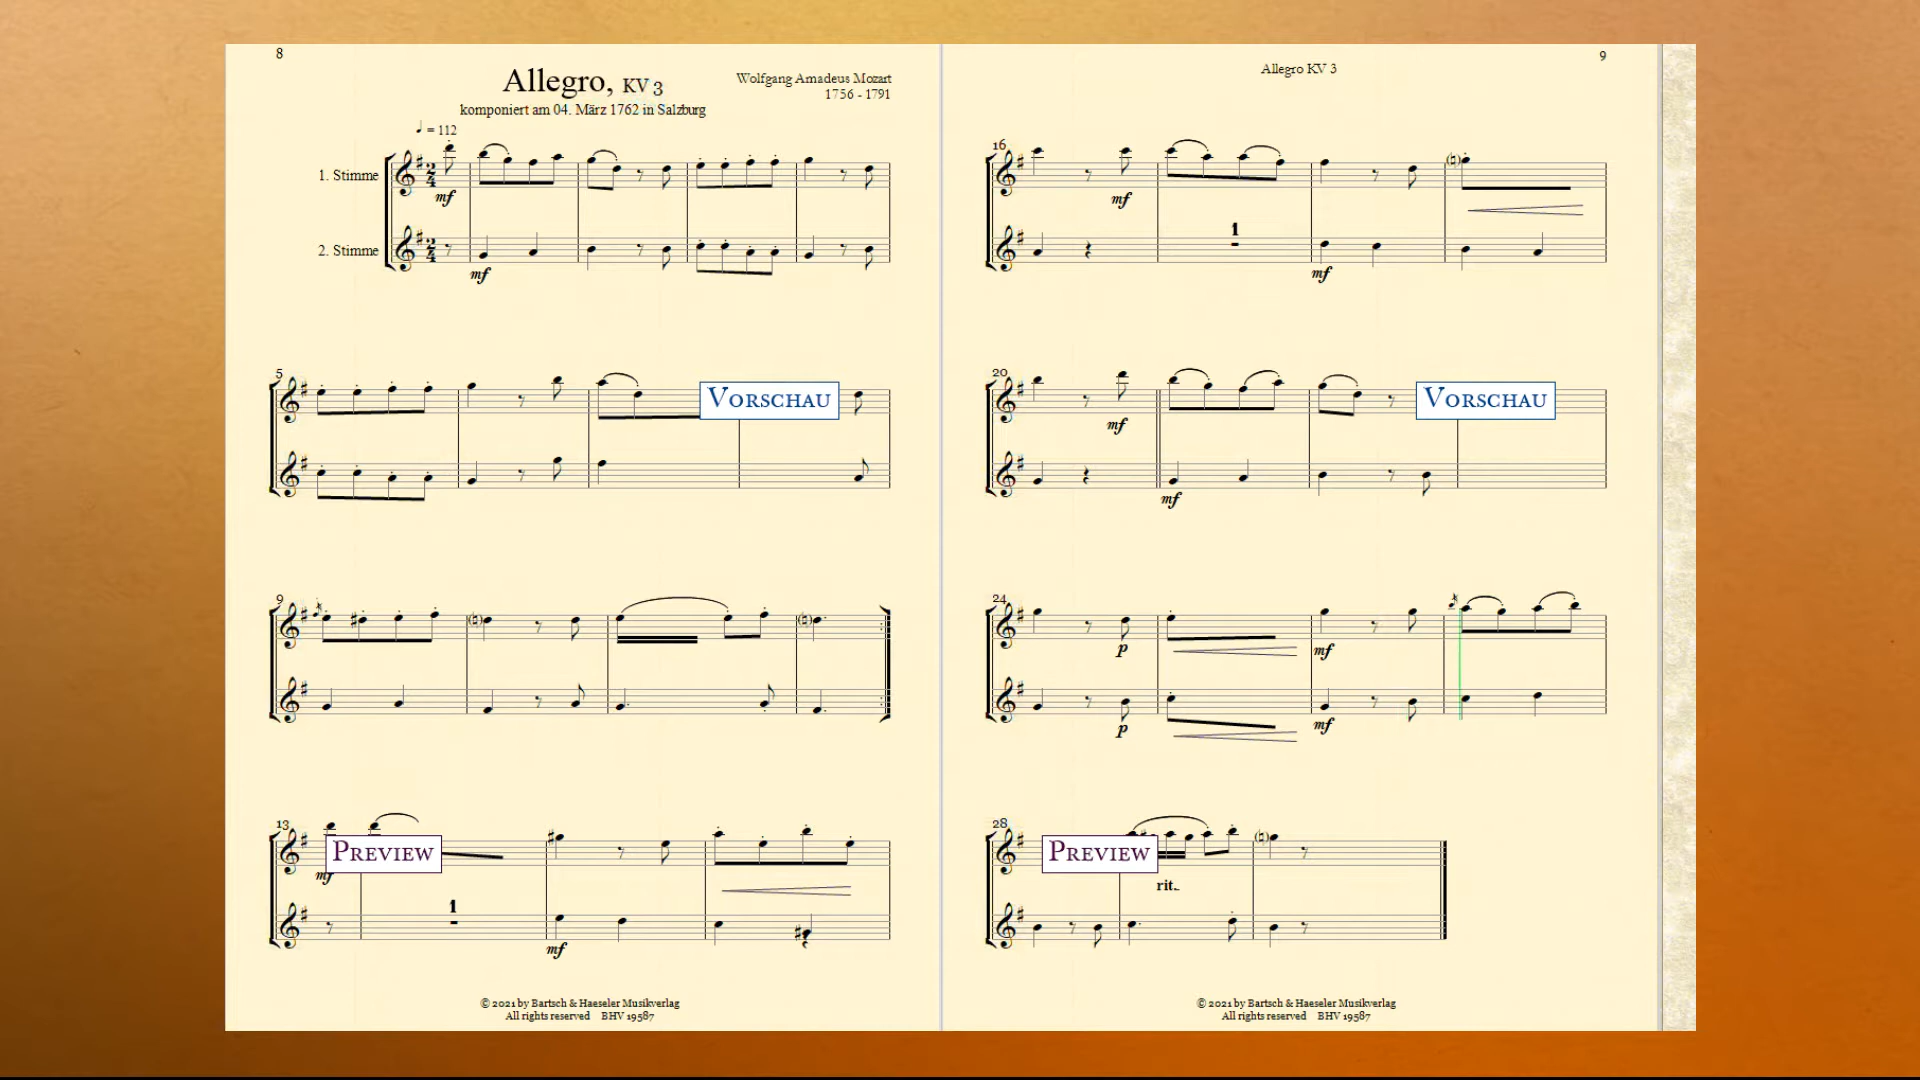 8
Allegro, KV 3
Wolfgang Amadeus Mozart
1756 - 1791
komponiert am 04. März 1762 in Salzburg
♩ = 112
1. Stimme
mf
2. Stimme
mf
5
VORSCHAU
9
13
PREVIEW
mf
1
mf
© 2021 by Bartsch & Haeseler Musikverlag
All rights reserved BHV 19587
9
Allegro KV 3
16
mf
1
mf
20
VORSCHAU
mf
mf
24
p
mf
p
mf
28
PREVIEW
rit.
© 2021 by Bartsch & Haeseler Musikverlag
All rights reserved BHV 19587